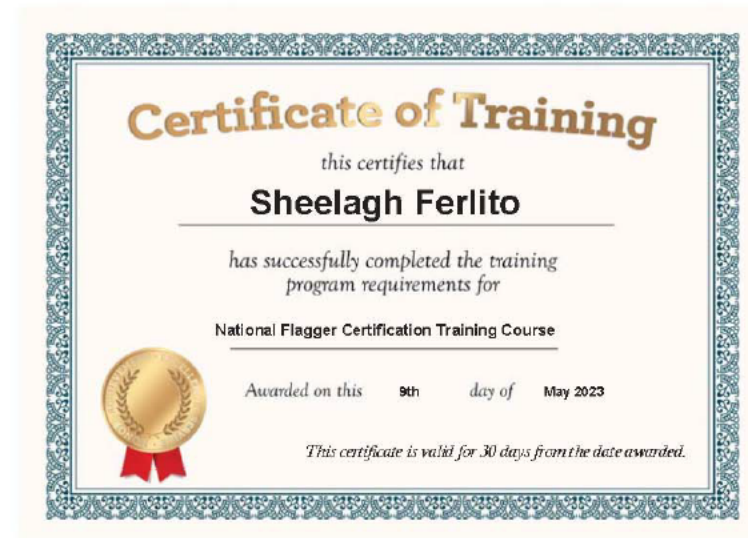 Certificate of Training
this certifies that
Sheelagh Ferlito
has successfully completed the training
program requirements for
National Flagger Certification Training Course
Awarded on this 9th day of May 2023
This certificate is valid for 30 days from the date awarded.